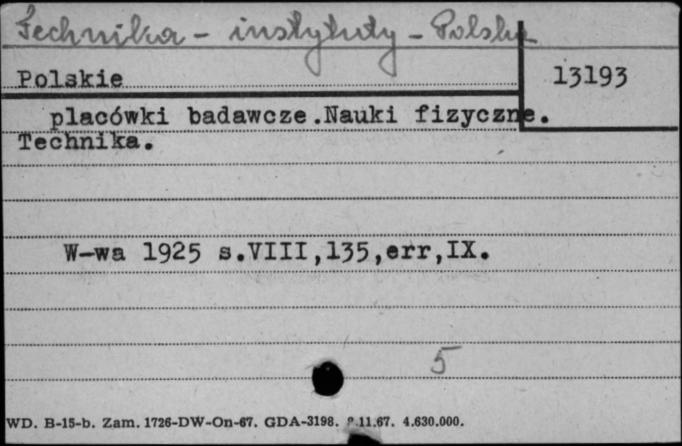 Technika - instytuty - Polska
Polskie
13193
placówki badawcze.Nauki fizyczne.
Technika.
W-wa 1925 s.VIII,135,err,IX.
5
WD. B-15-b. Zam. 1726-DW-On-67. GDA-3198. 11.67. 4.630.000.